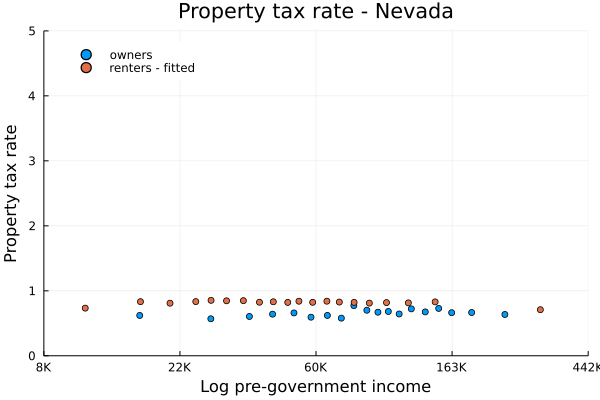 Property tax rate - Nevada
5
owners
renters - fitted
4
3
2
1
0
Property tax rate
8K 22K 60K 163K 442K
Log pre-government income